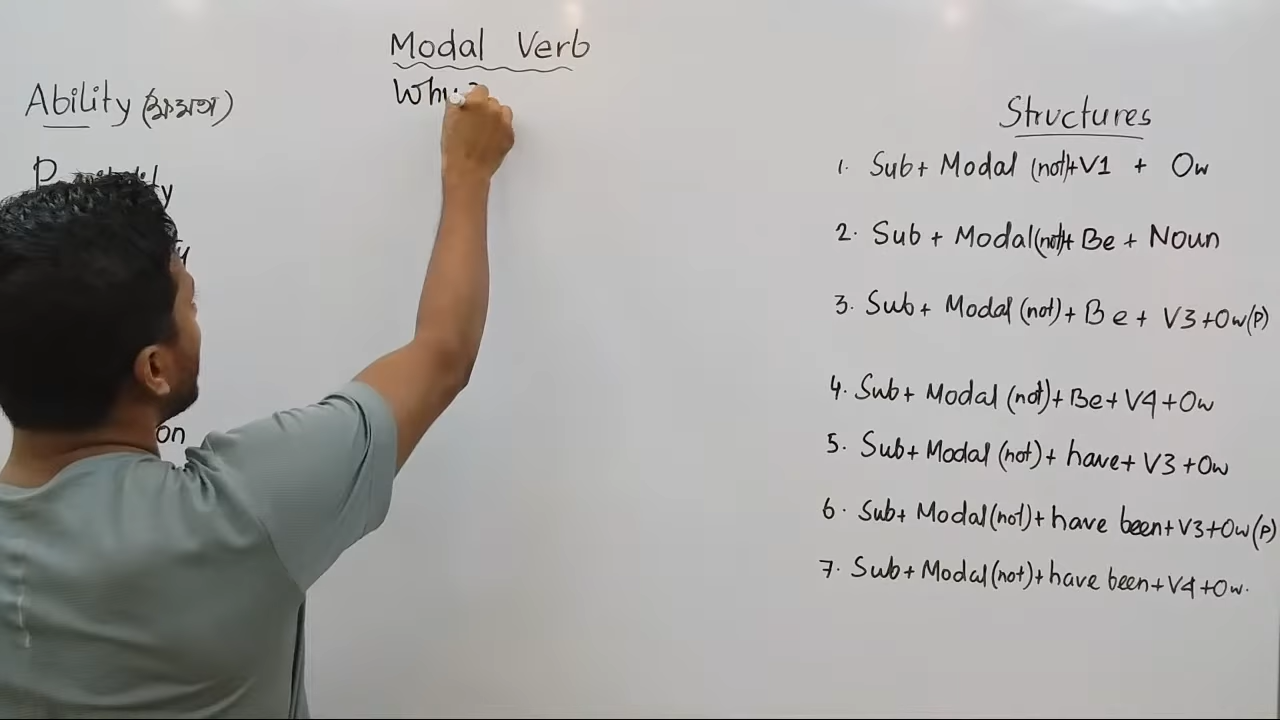 Modal Verb
Why?
Ability (ক্ষমতা)
Structures
1. Sub + Modal (not)+V1 + Ow
2. Sub + Modal(not)+ Be + Noun
3. Sub + Modal (not) + Be + V3+Ow(P)
4. Sub + Modal (not)+Be+V4+Ow
5. Sub + Modal (not) + have+ V3 +Ow
6. Sub+ Modal(not)+have been+V3+Ow(P)
7. Sub+Modal(not)+have been+V4+Ow.